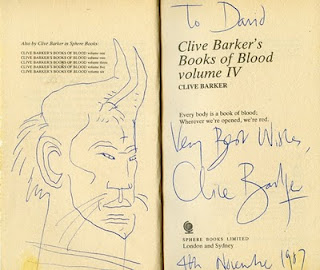 Also by Clive Barker in Sphere Books:
CLIVE BARKER'S BOOKS OF BLOOD volume one
CLIVE BARKER'S BOOKS OF BLOOD volume two
CLIVE BARKER'S BOOKS OF BLOOD volume three
CLIVE BARKER'S BOOKS OF BLOOD volume five
CLIVE BARKER'S BOOKS OF BLOOD volume six
To David
Clive Barker's
Books of Blood
volume IV
CLIVE BARKER
Every body is a book of blood;
Wherever we're opened, we're red.
Very Best Wishes,
Clive Barker
SPHERE BOOKS LIMITED
London and Sydney
4th November 1987